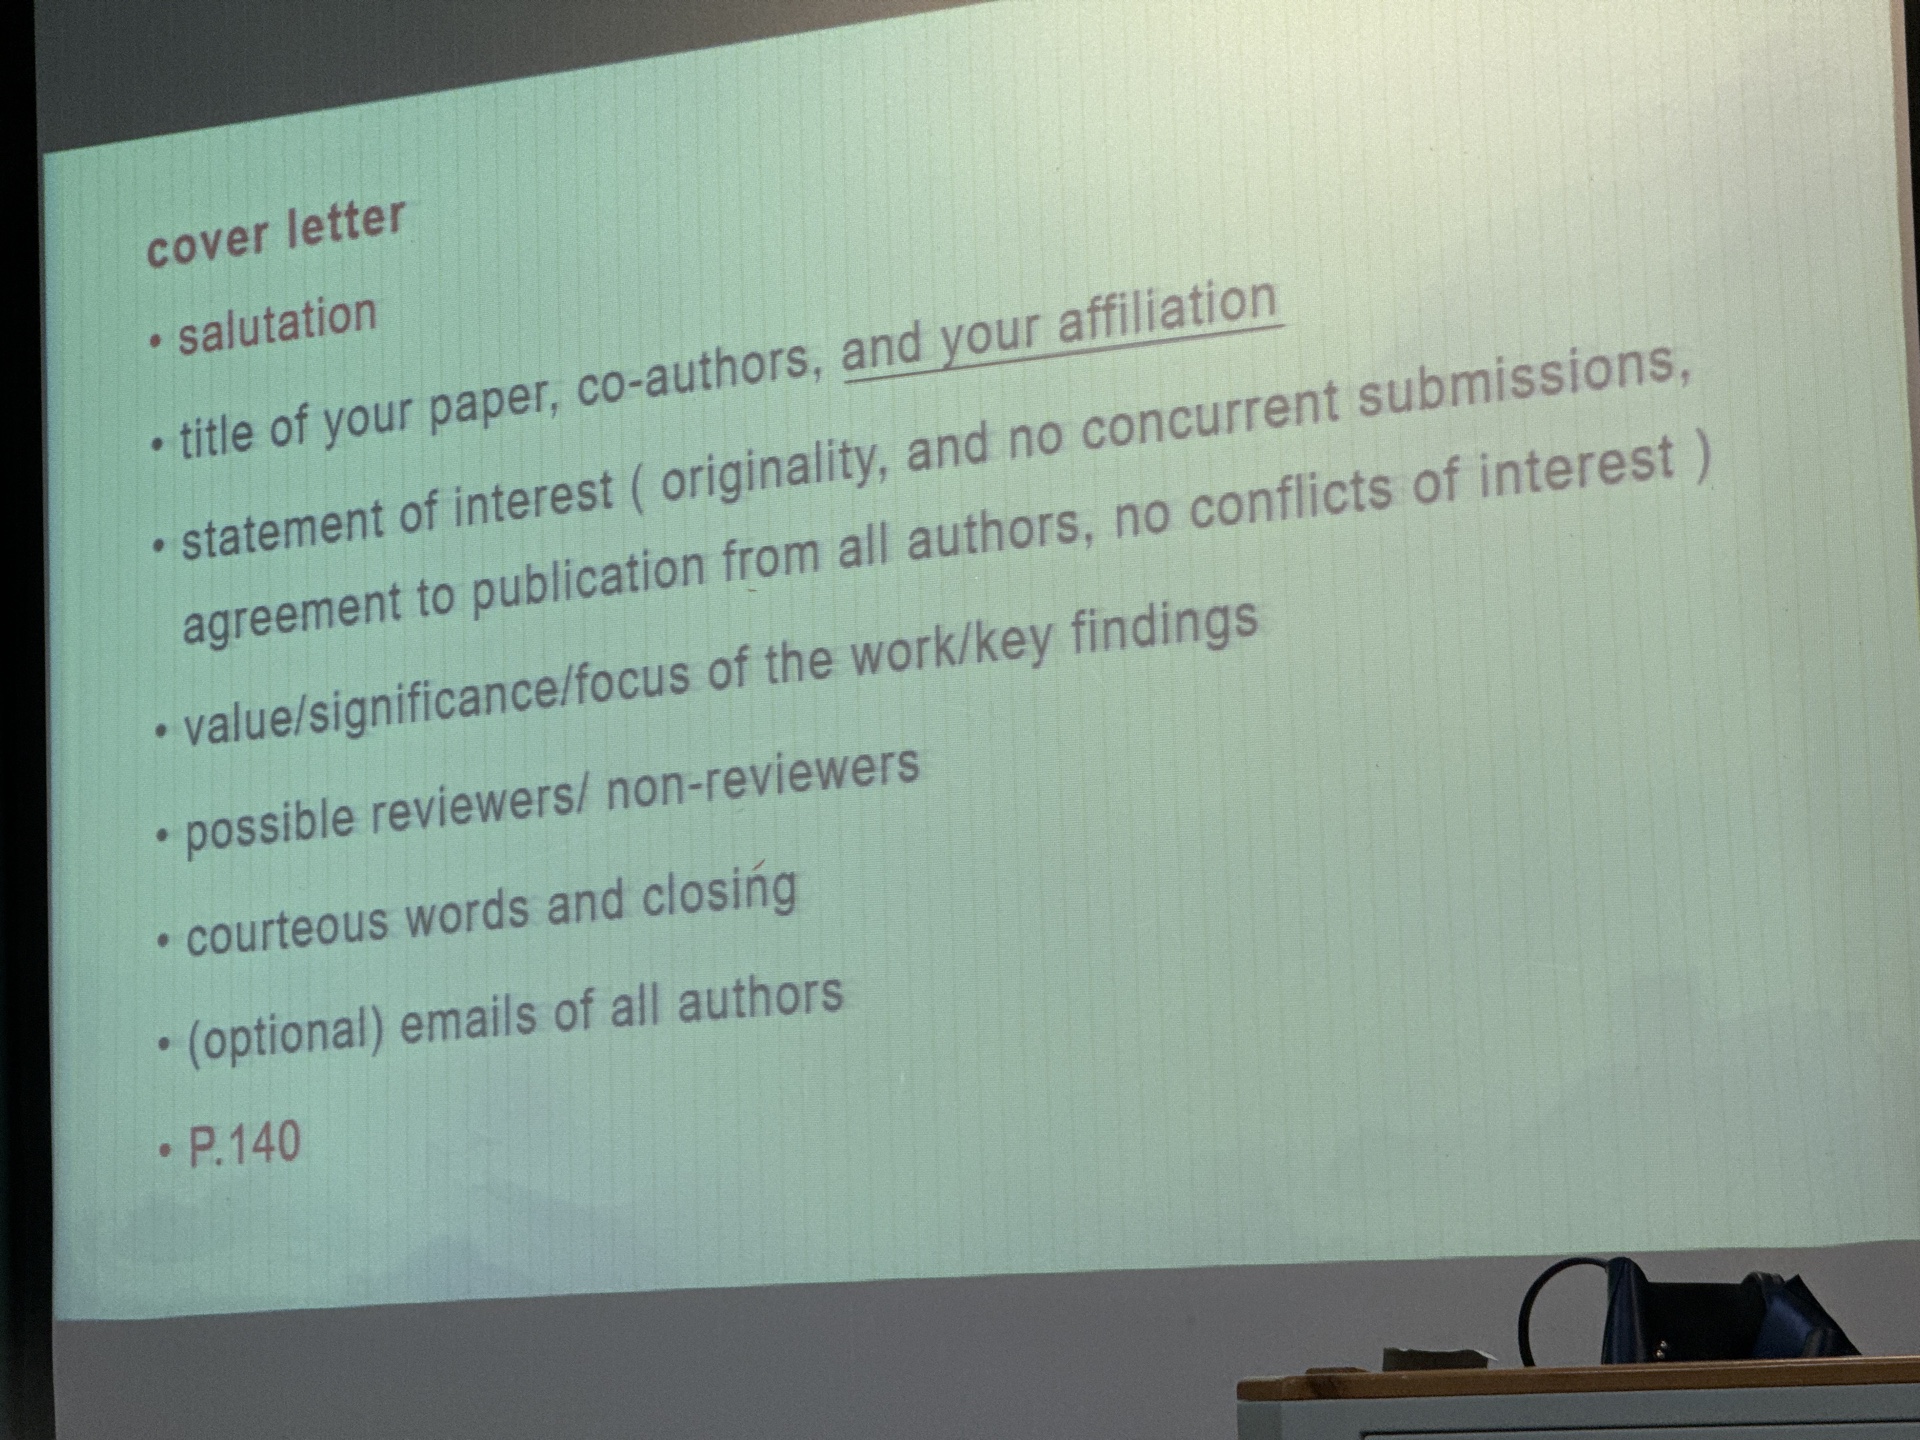 cover letter
• salutation
• title of your paper, co-authors, and your affiliation
• statement of interest ( originality, and no concurrent submissions,
agreement to publication from all authors, no conflicts of interest )
• value/significance/focus of the work/key findings
• possible reviewers/ non-reviewers
• courteous words and closing
• (optional) emails of all authors
• P.140